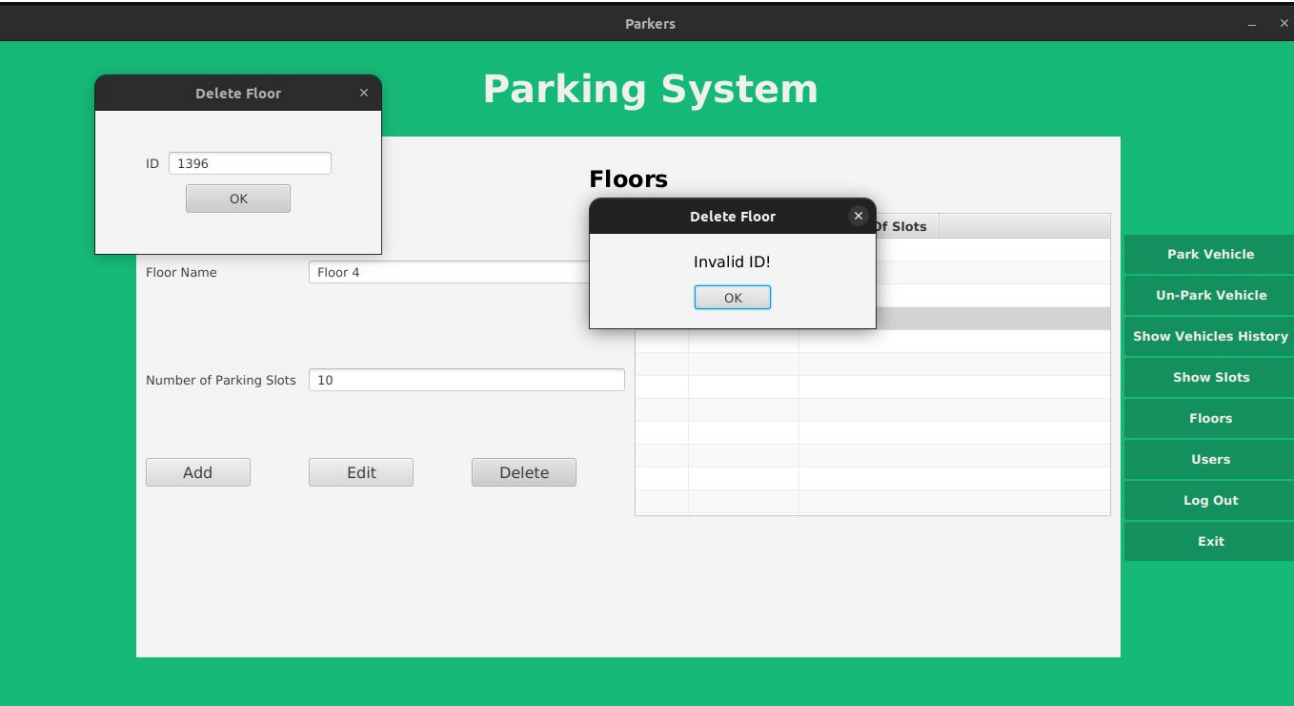 Parkers
Parking System
Delete Floor
ID 1396
OK
Floors
Delete Floor
Invalid ID!
OK
Of Slots
Floor Name Floor 4
Number of Parking Slots 10
Add Edit Delete
Park Vehicle
Un-Park Vehicle
Show Vehicles History
Show Slots
Floors
Users
Log Out
Exit